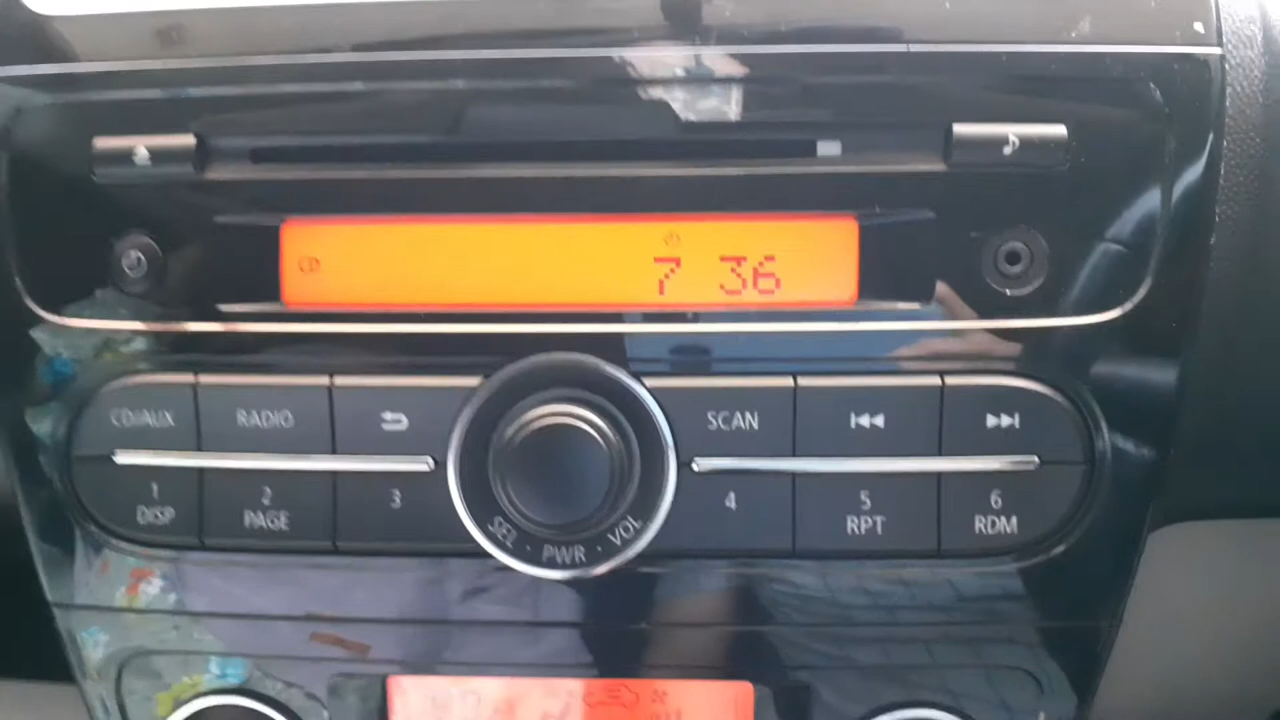 CD
7 36
CD/AUX
RADIO
SCAN
1
DISP
2
PAGE
3
SEL · PWR · VOL
4
5
RPT
6
RDM